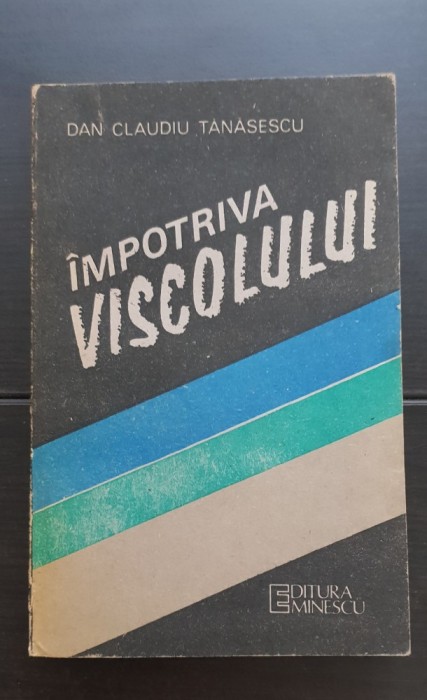 DAN CLAUDIU TĂNĂSESCU
ÎMPOTRIVA
VISCOLULUI
EDITURA
EMINESCU